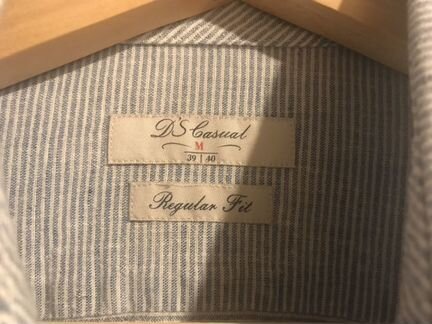 D'S Casual
M
39 | 40
Regular Fit